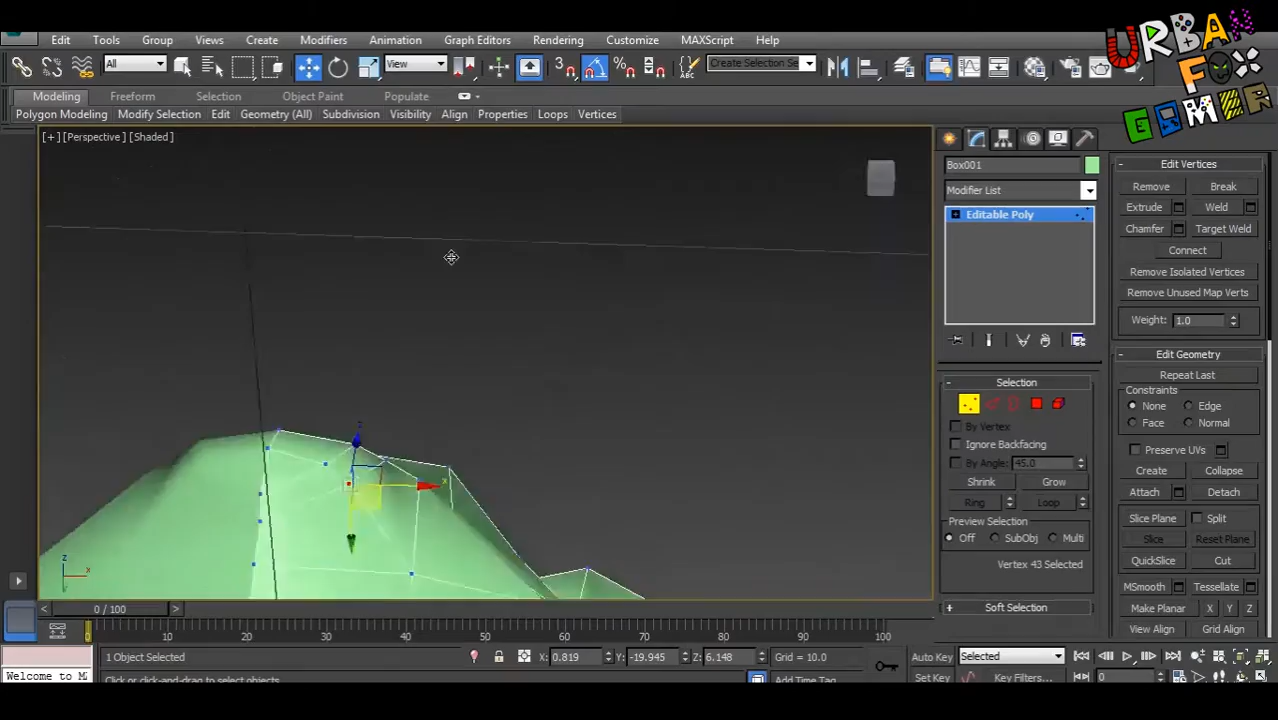 URBAN
FOX
GAMER
Edit Tools Group Views Create Modifiers Animation Graph Editors Rendering Customize MAXScript Help
All View 3 % ABC Create Selection Se
Modeling Freeform Selection Object Paint Populate
Polygon Modeling Modify Selection Edit Geometry (All) Subdivision Visibility Align Properties Loops Vertices
[+] [Perspective] [Shaded]
Box001
Modifier List
Editable Poly
Selection
By Vertex
Ignore Backfacing
By Angle: 45.0
Shrink Grow
Ring Loop
Preview Selection
Off SubObj Multi
Vertex 43 Selected
Soft Selection
Edit Vertices
Remove Break
Extrude Weld
Chamfer Target Weld
Connect
Remove Isolated Vertices
Remove Unused Map Verts
Weight: 1.0
Edit Geometry
Repeat Last
Constraints
None Edge
Face Normal
Preserve UVs
Create Collapse
Attach Detach
Slice Plane Split
Slice Reset Plane
QuickSlice Cut
MSmooth Tessellate
Make Planar X Y Z
View Align Grid Align
z
x
x
z
< 0 / 100 >
0 10 20 30 40 50 60 70 80 90 100
1 Object Selected X: 0.819 Y: -19.945 Z: 6.148 Grid = 10.0 Auto Key Selected
Welcome to M Click or click-and-drag to select objects Add Time Tag Set Key Key Filters... 0